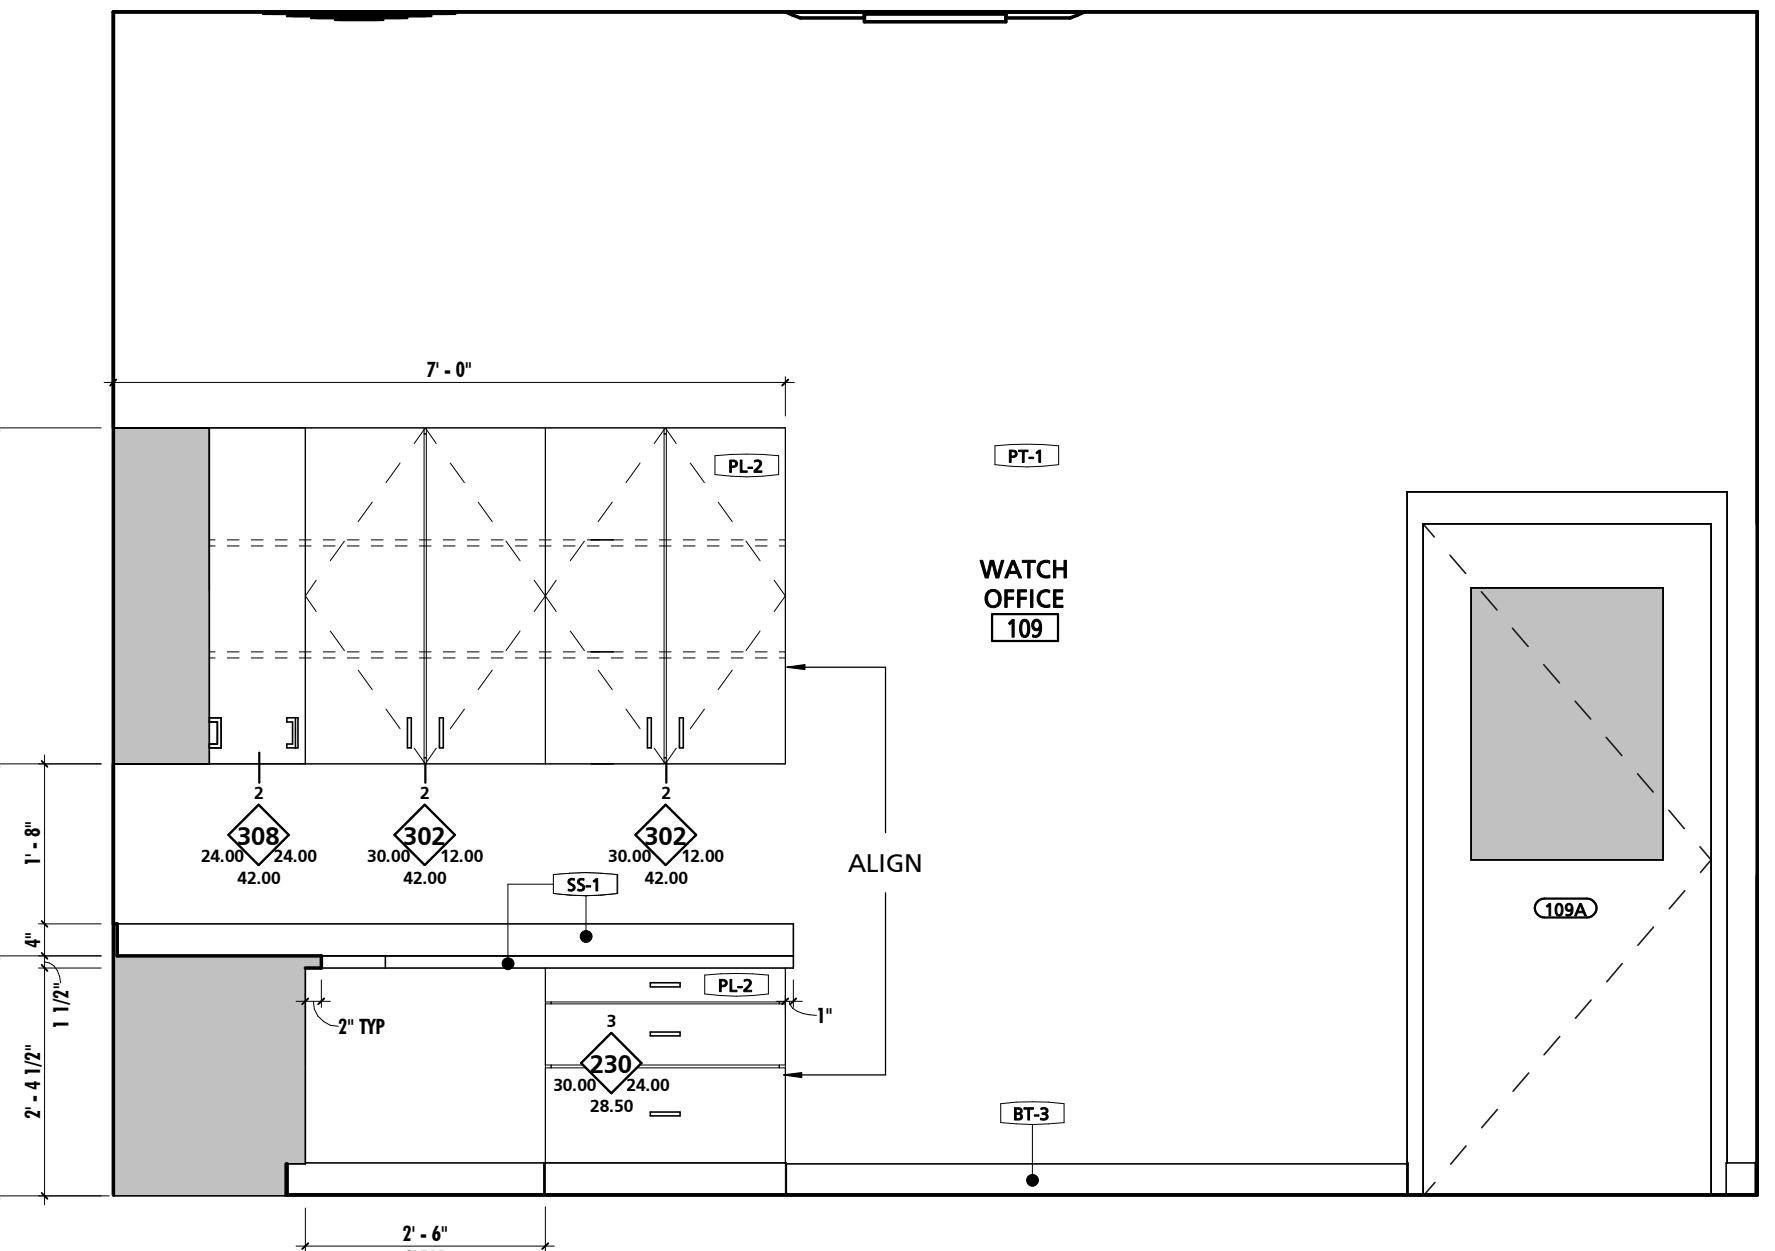 7' - 0"
PL-2
PT-1
WATCH
OFFICE
109
2
308
24.00 24.00
42.00
2
302
30.00 12.00
42.00
2
302
30.00 12.00
42.00
ALIGN
SS-1
109A
1' - 8"
4"
1 1/2"
2' - 4 1/2"
2" TYP
PL-2
1"
3
230
30.00 24.00
28.50
BT-3
2' - 6"